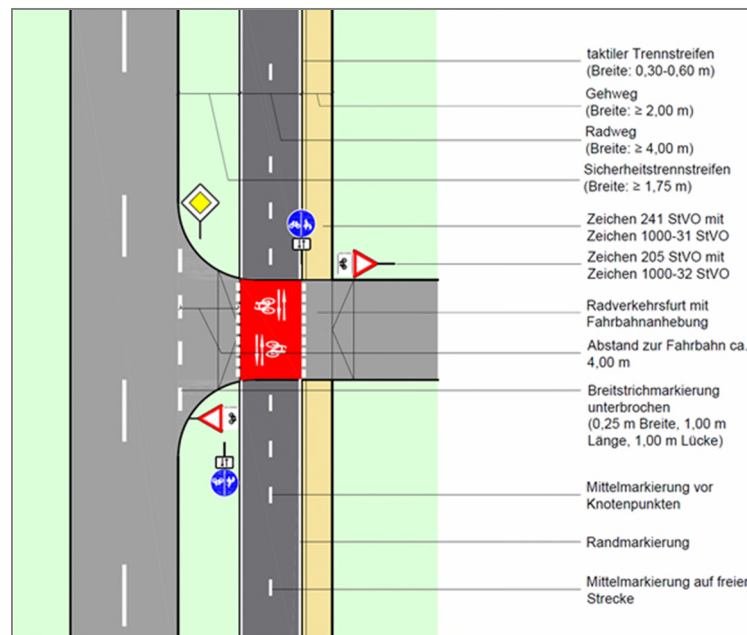 taktiler Trennstreifen
(Breite: 0,30-0,60 m)
Gehweg
(Breite: ≥ 2,00 m)
Radweg
(Breite: ≥ 4,00 m)
Sicherheitstrennstreifen
(Breite: ≥ 1,75 m)
Zeichen 241 StVO mit
Zeichen 1000-31 StVO
Zeichen 205 StVO mit
Zeichen 1000-32 StVO
Radverkehrsfurt mit
Fahrbahnanhebung
Abstand zur Fahrbahn ca.
4,00 m
Breitstrichmarkierung
unterbrochen
(0,25 m Breite, 1,00 m
Länge, 1,00 m Lücke)
Mittelmarkierung vor
Knotenpunkten
Randmarkierung
Mittelmarkierung auf freier
Strecke